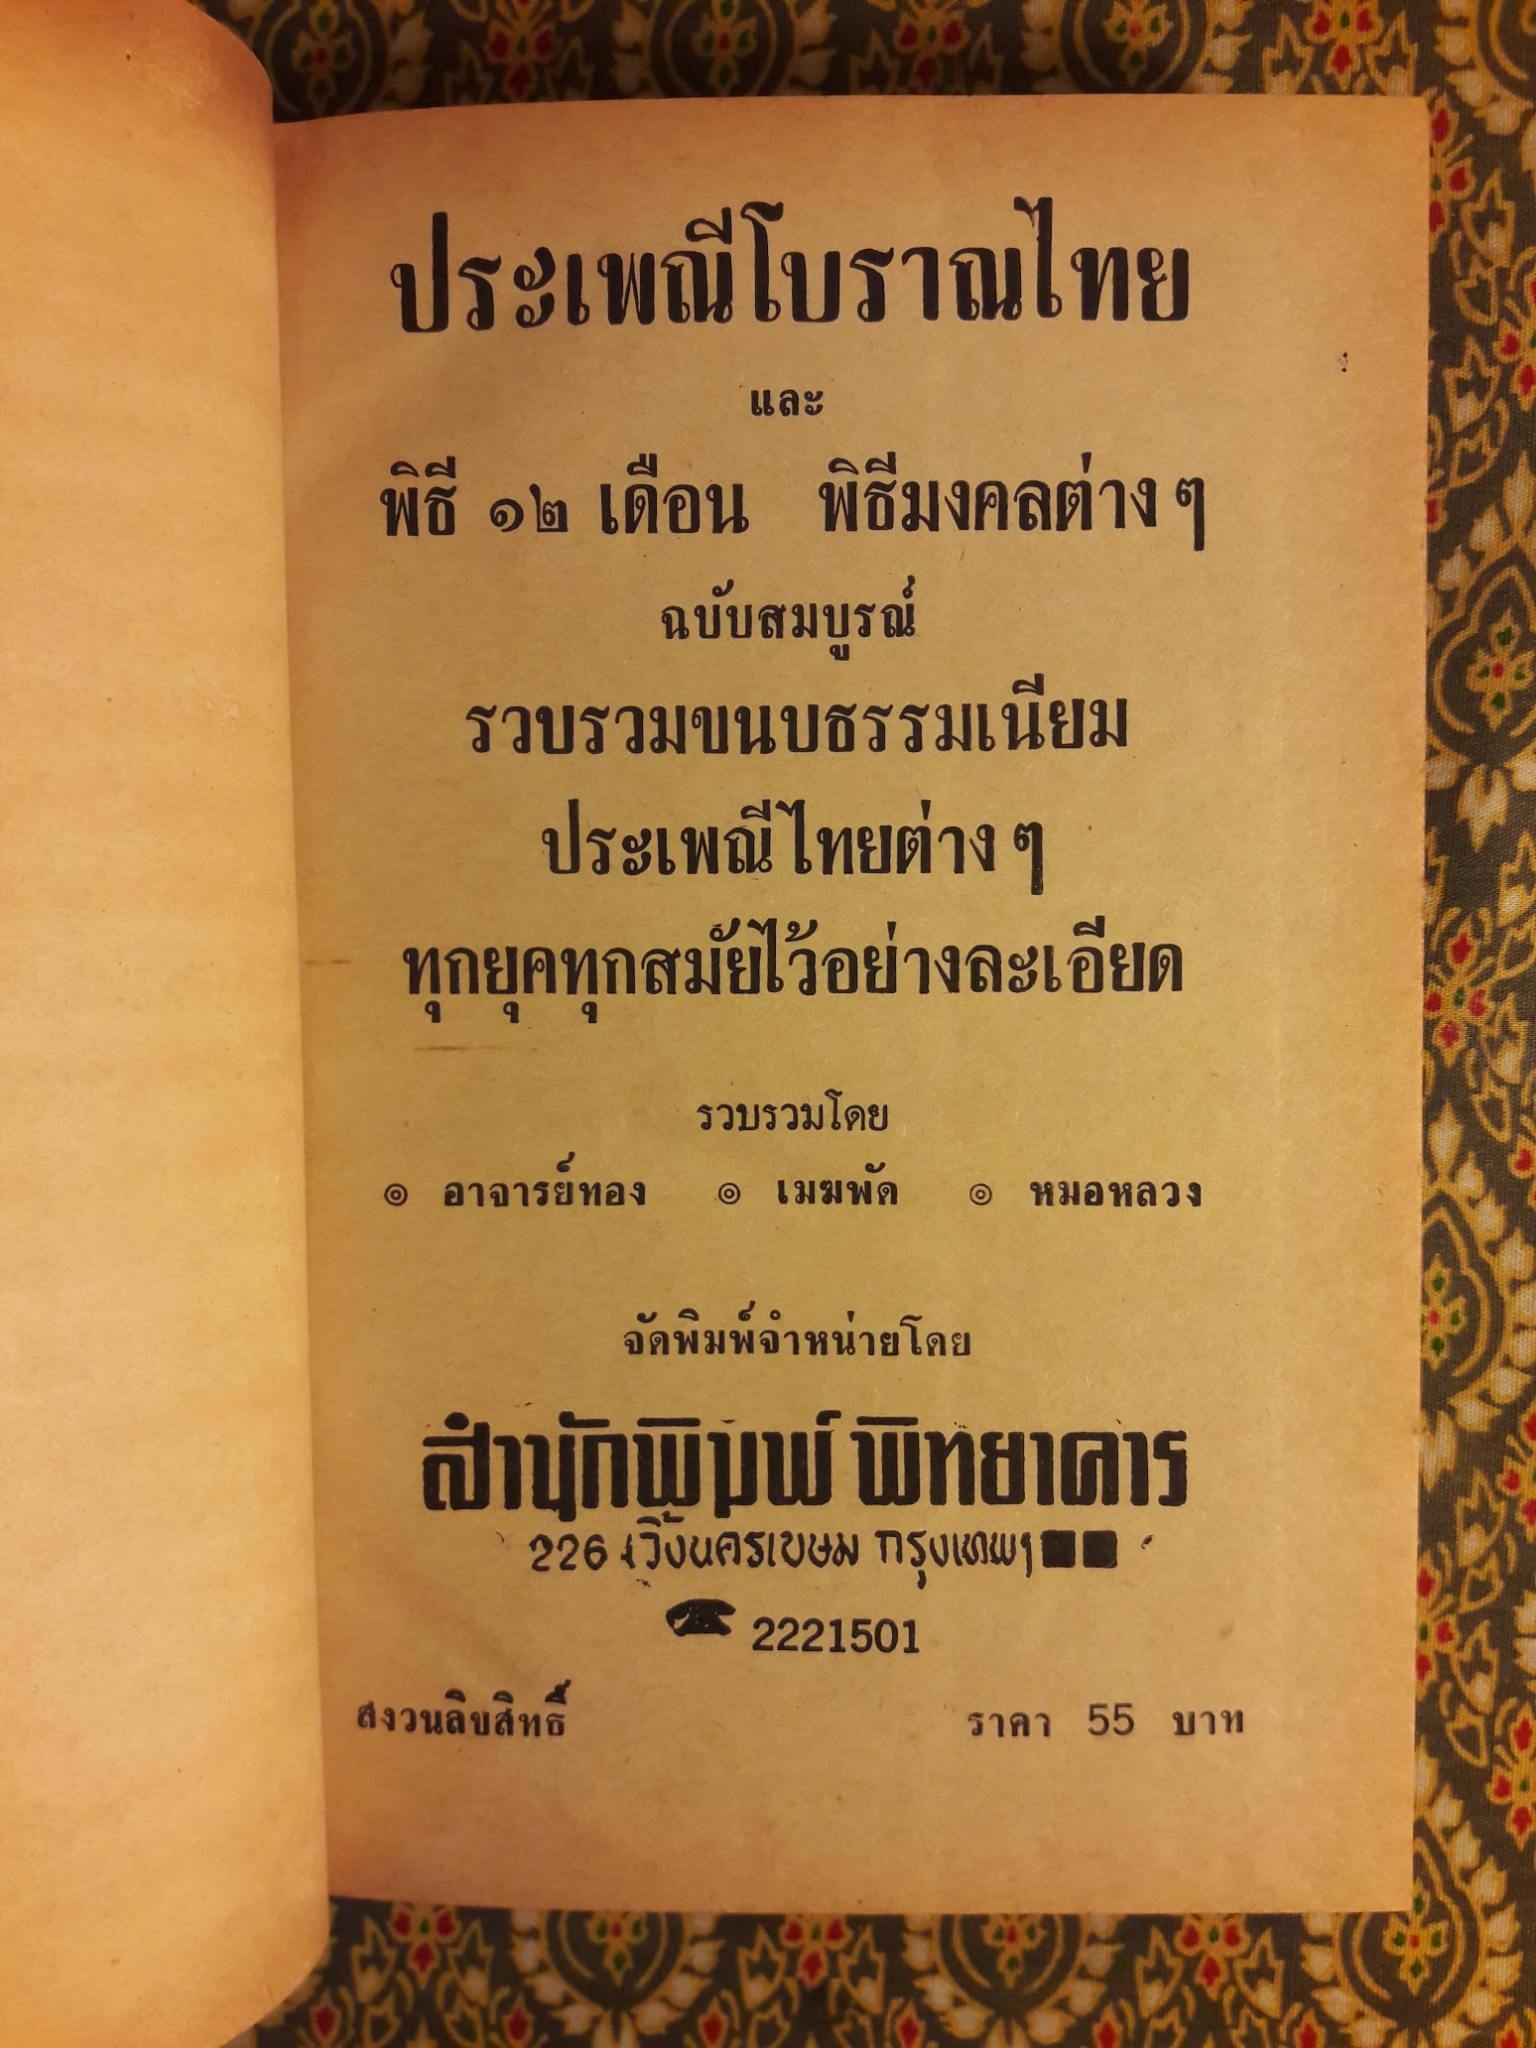 ประเพณีโบราณไทย
และ
พิธี ๑๒ เดือน พิธีมงคลต่าง ๆ
ฉบับสมบูรณ์
รวบรวมขนบธรรมเนียม
ประเพณีไทยต่าง ๆ
ทุกยุคทุกสมัยไว้อย่างละเอียด
รวบรวมโดย
๏ อาจารย์ทอง ๏ เมฆพัด ๏ หมอหลวง
จัดพิมพ์จำหน่ายโดย
สำนักพิมพ์ พิทยาคาร
226 เวิ้งนครเขษม กรุงเทพฯ
2221501
สงวนลิขสิทธิ์ ราคา 55 บาท